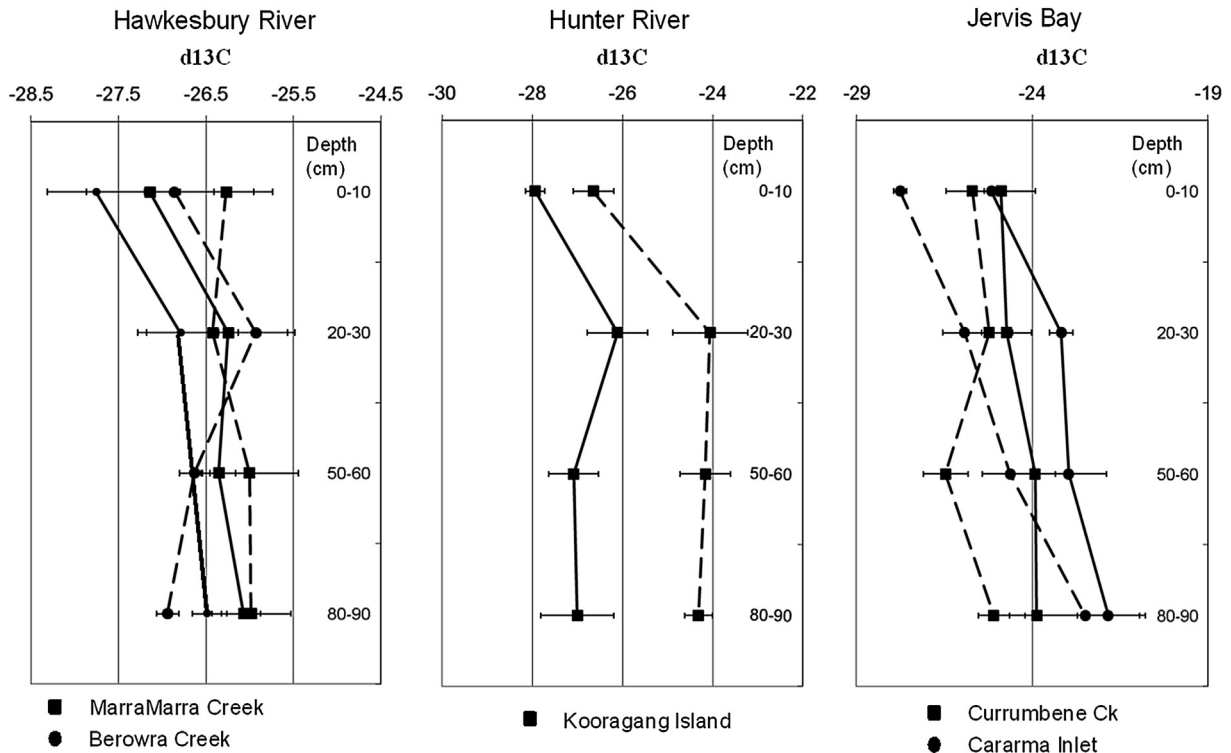 Hawkesbury River
d13C
-28.5 -27.5 -26.5 -25.5 -24.5
Depth
(cm)
0-10
20-30
50-60
80-90
MarraMarra Creek
Berowra Creek
Hunter River
d13C
-30 -28 -26 -24 -22
Depth
(cm)
0-10
20-30
50-60
80-90
Kooragang Island
Jervis Bay
d13C
-29 -24 -19
Depth
(cm)
0-10
20-30
50-60
80-90
Currumbene Ck
Cararma Inlet